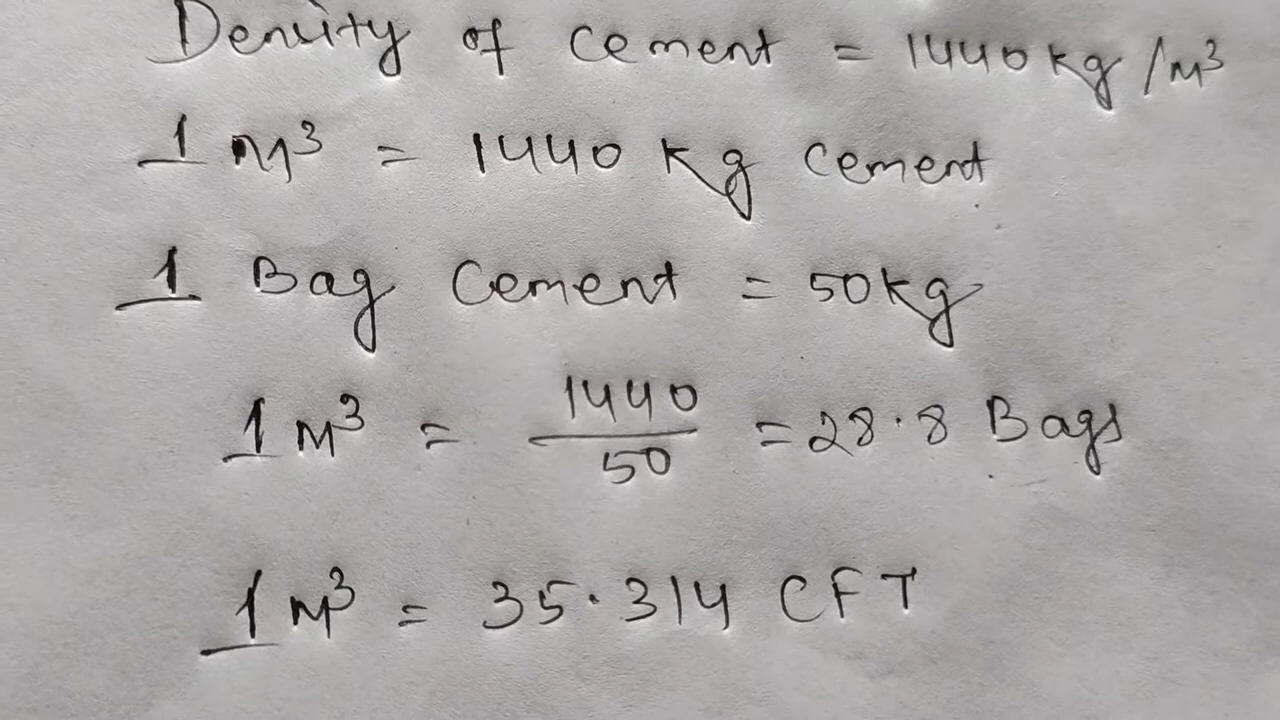 Density of cement = 1440 kg/m³
1 m³ = 1440 kg cement
1 Bag Cement = 50kg
1 M³ = 1440/50 = 28.8 Bags
1 M³ = 35.314 CFT